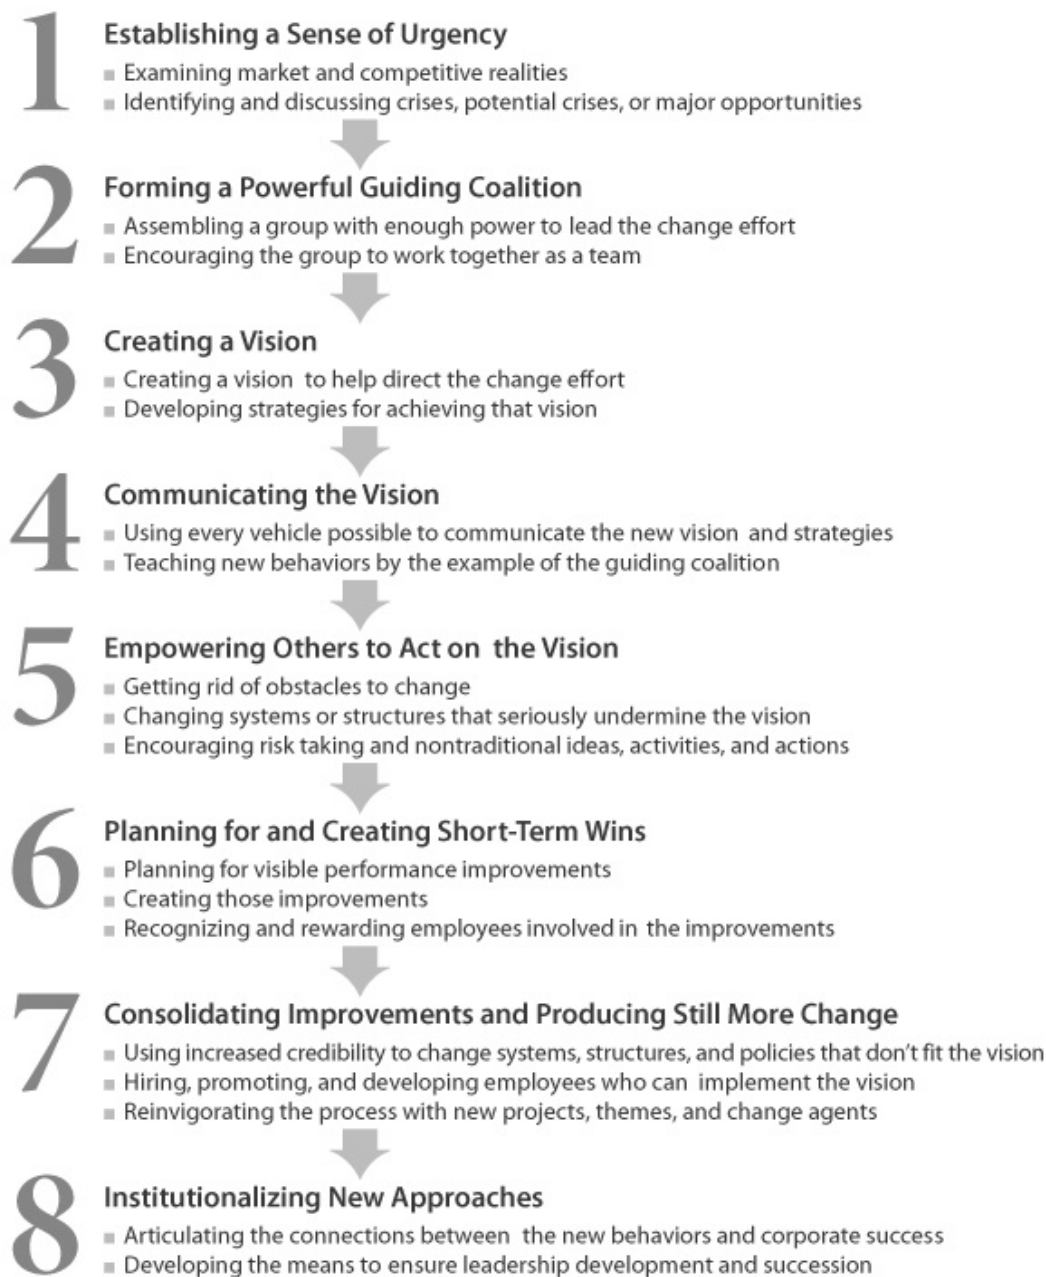 1
Establishing a Sense of Urgency
Examining market and competitive realities
Identifying and discussing crises, potential crises, or major opportunities
2
Forming a Powerful Guiding Coalition
Assembling a group with enough power to lead the change effort
Encouraging the group to work together as a team
3
Creating a Vision
Creating a vision to help direct the change effort
Developing strategies for achieving that vision
4
Communicating the Vision
Using every vehicle possible to communicate the new vision and strategies
Teaching new behaviors by the example of the guiding coalition
5
Empowering Others to Act on the Vision
Getting rid of obstacles to change
Changing systems or structures that seriously undermine the vision
Encouraging risk taking and nontraditional ideas, activities, and actions
6
Planning for and Creating Short-Term Wins
Planning for visible performance improvements
Creating those improvements
Recognizing and rewarding employees involved in the improvements
7
Consolidating Improvements and Producing Still More Change
Using increased credibility to change systems, structures, and policies that don't fit the vision
Hiring, promoting, and developing employees who can implement the vision
Reinvigorating the process with new projects, themes, and change agents
8
Institutionalizing New Approaches
Articulating the connections between the new behaviors and corporate success
Developing the means to ensure leadership development and succession